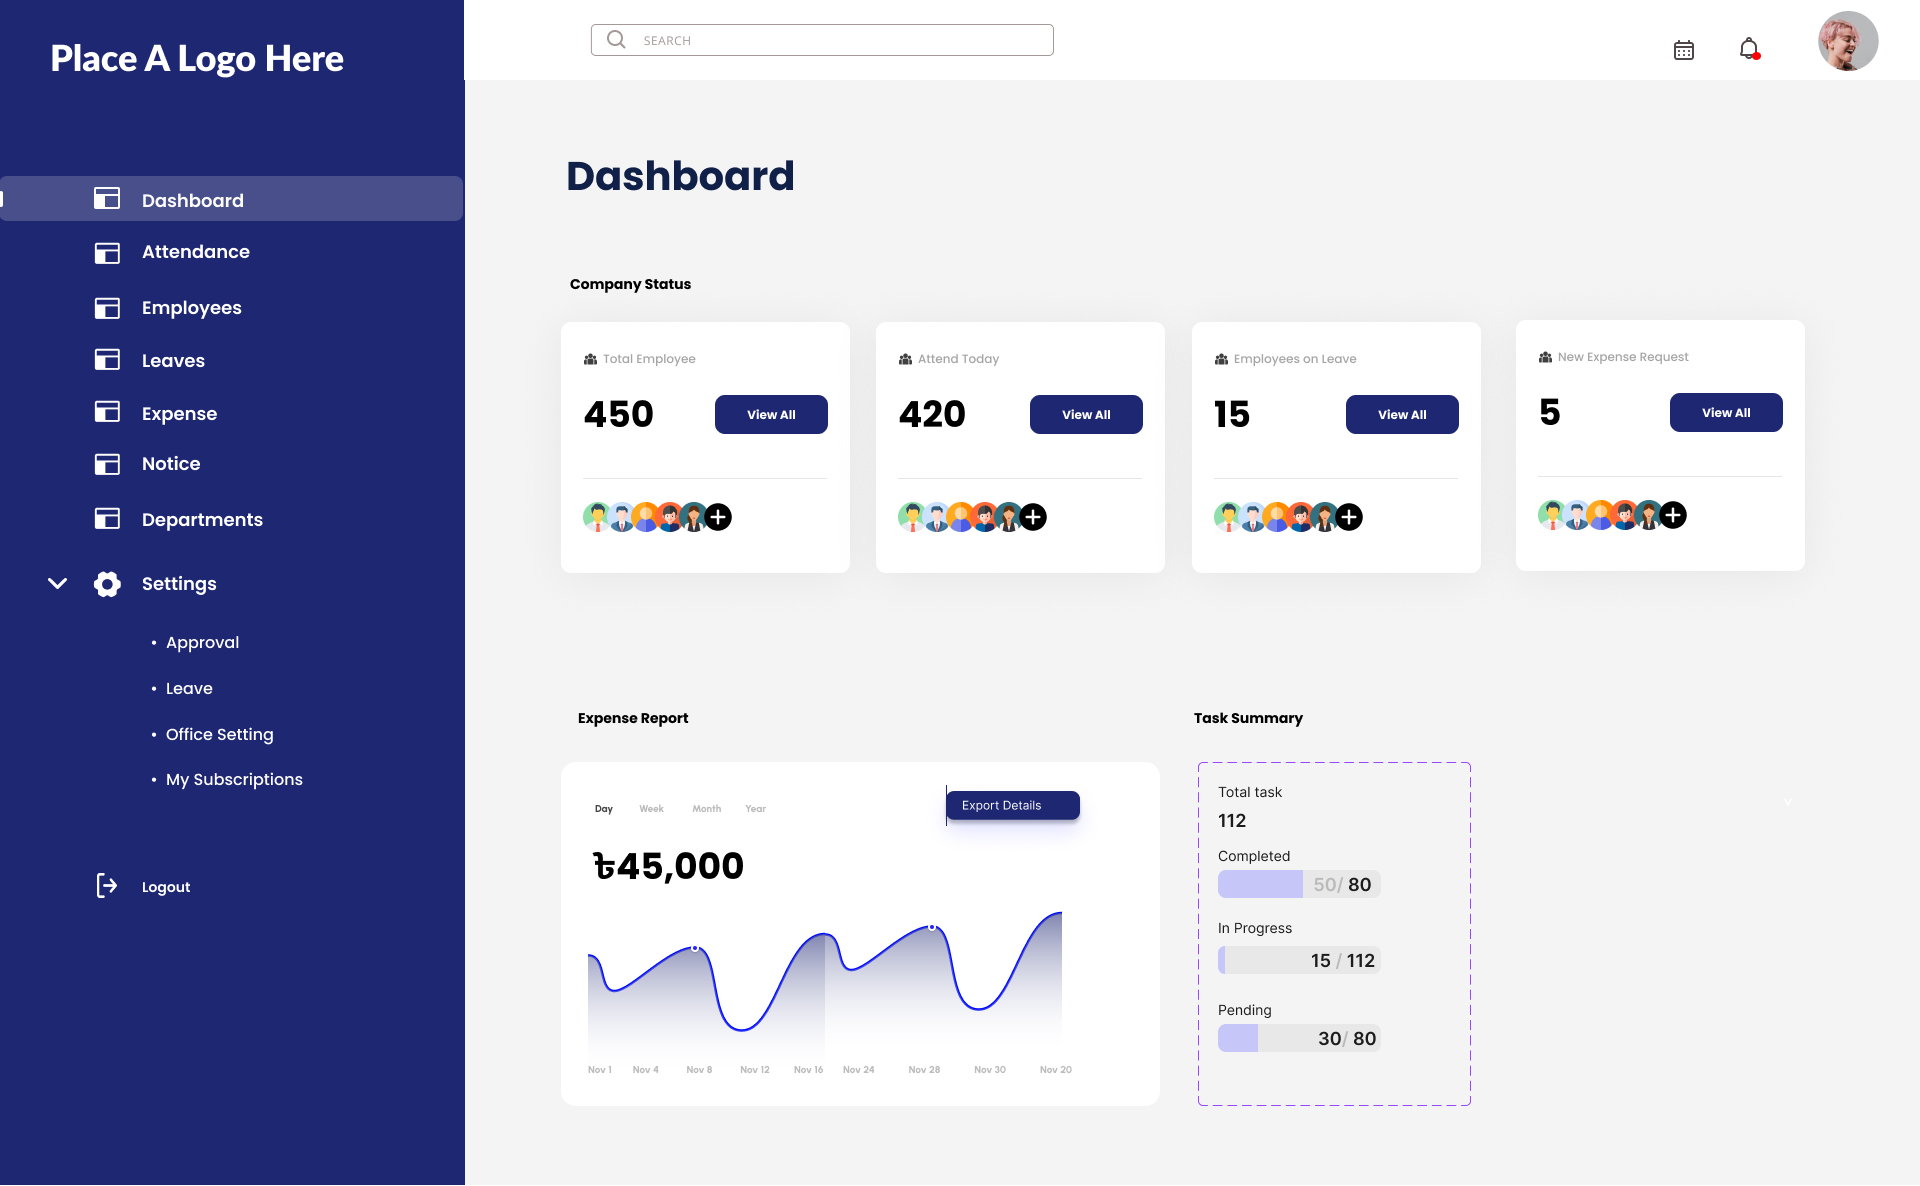 Place A Logo Here
SEARCH
Dashboard
Attendance
Employees
Leaves
Expense
Notice
Departments
Settings
• Approval
• Leave
• Office Setting
• My Subscriptions
Logout
Dashboard
Company Status
Total Employee
450
View All
Attend Today
420
View All
Employees on Leave
15
View All
New Expense Request
5
View All
Expense Report
Day Week Month Year
Export Details
৳45,000
Nov 1 Nov 4 Nov 8 Nov 12 Nov 16 Nov 24 Nov 28 Nov 30 Nov 20
Task Summary
Total task
112
Completed
50/ 80
In Progress
15 / 112
Pending
30/ 80